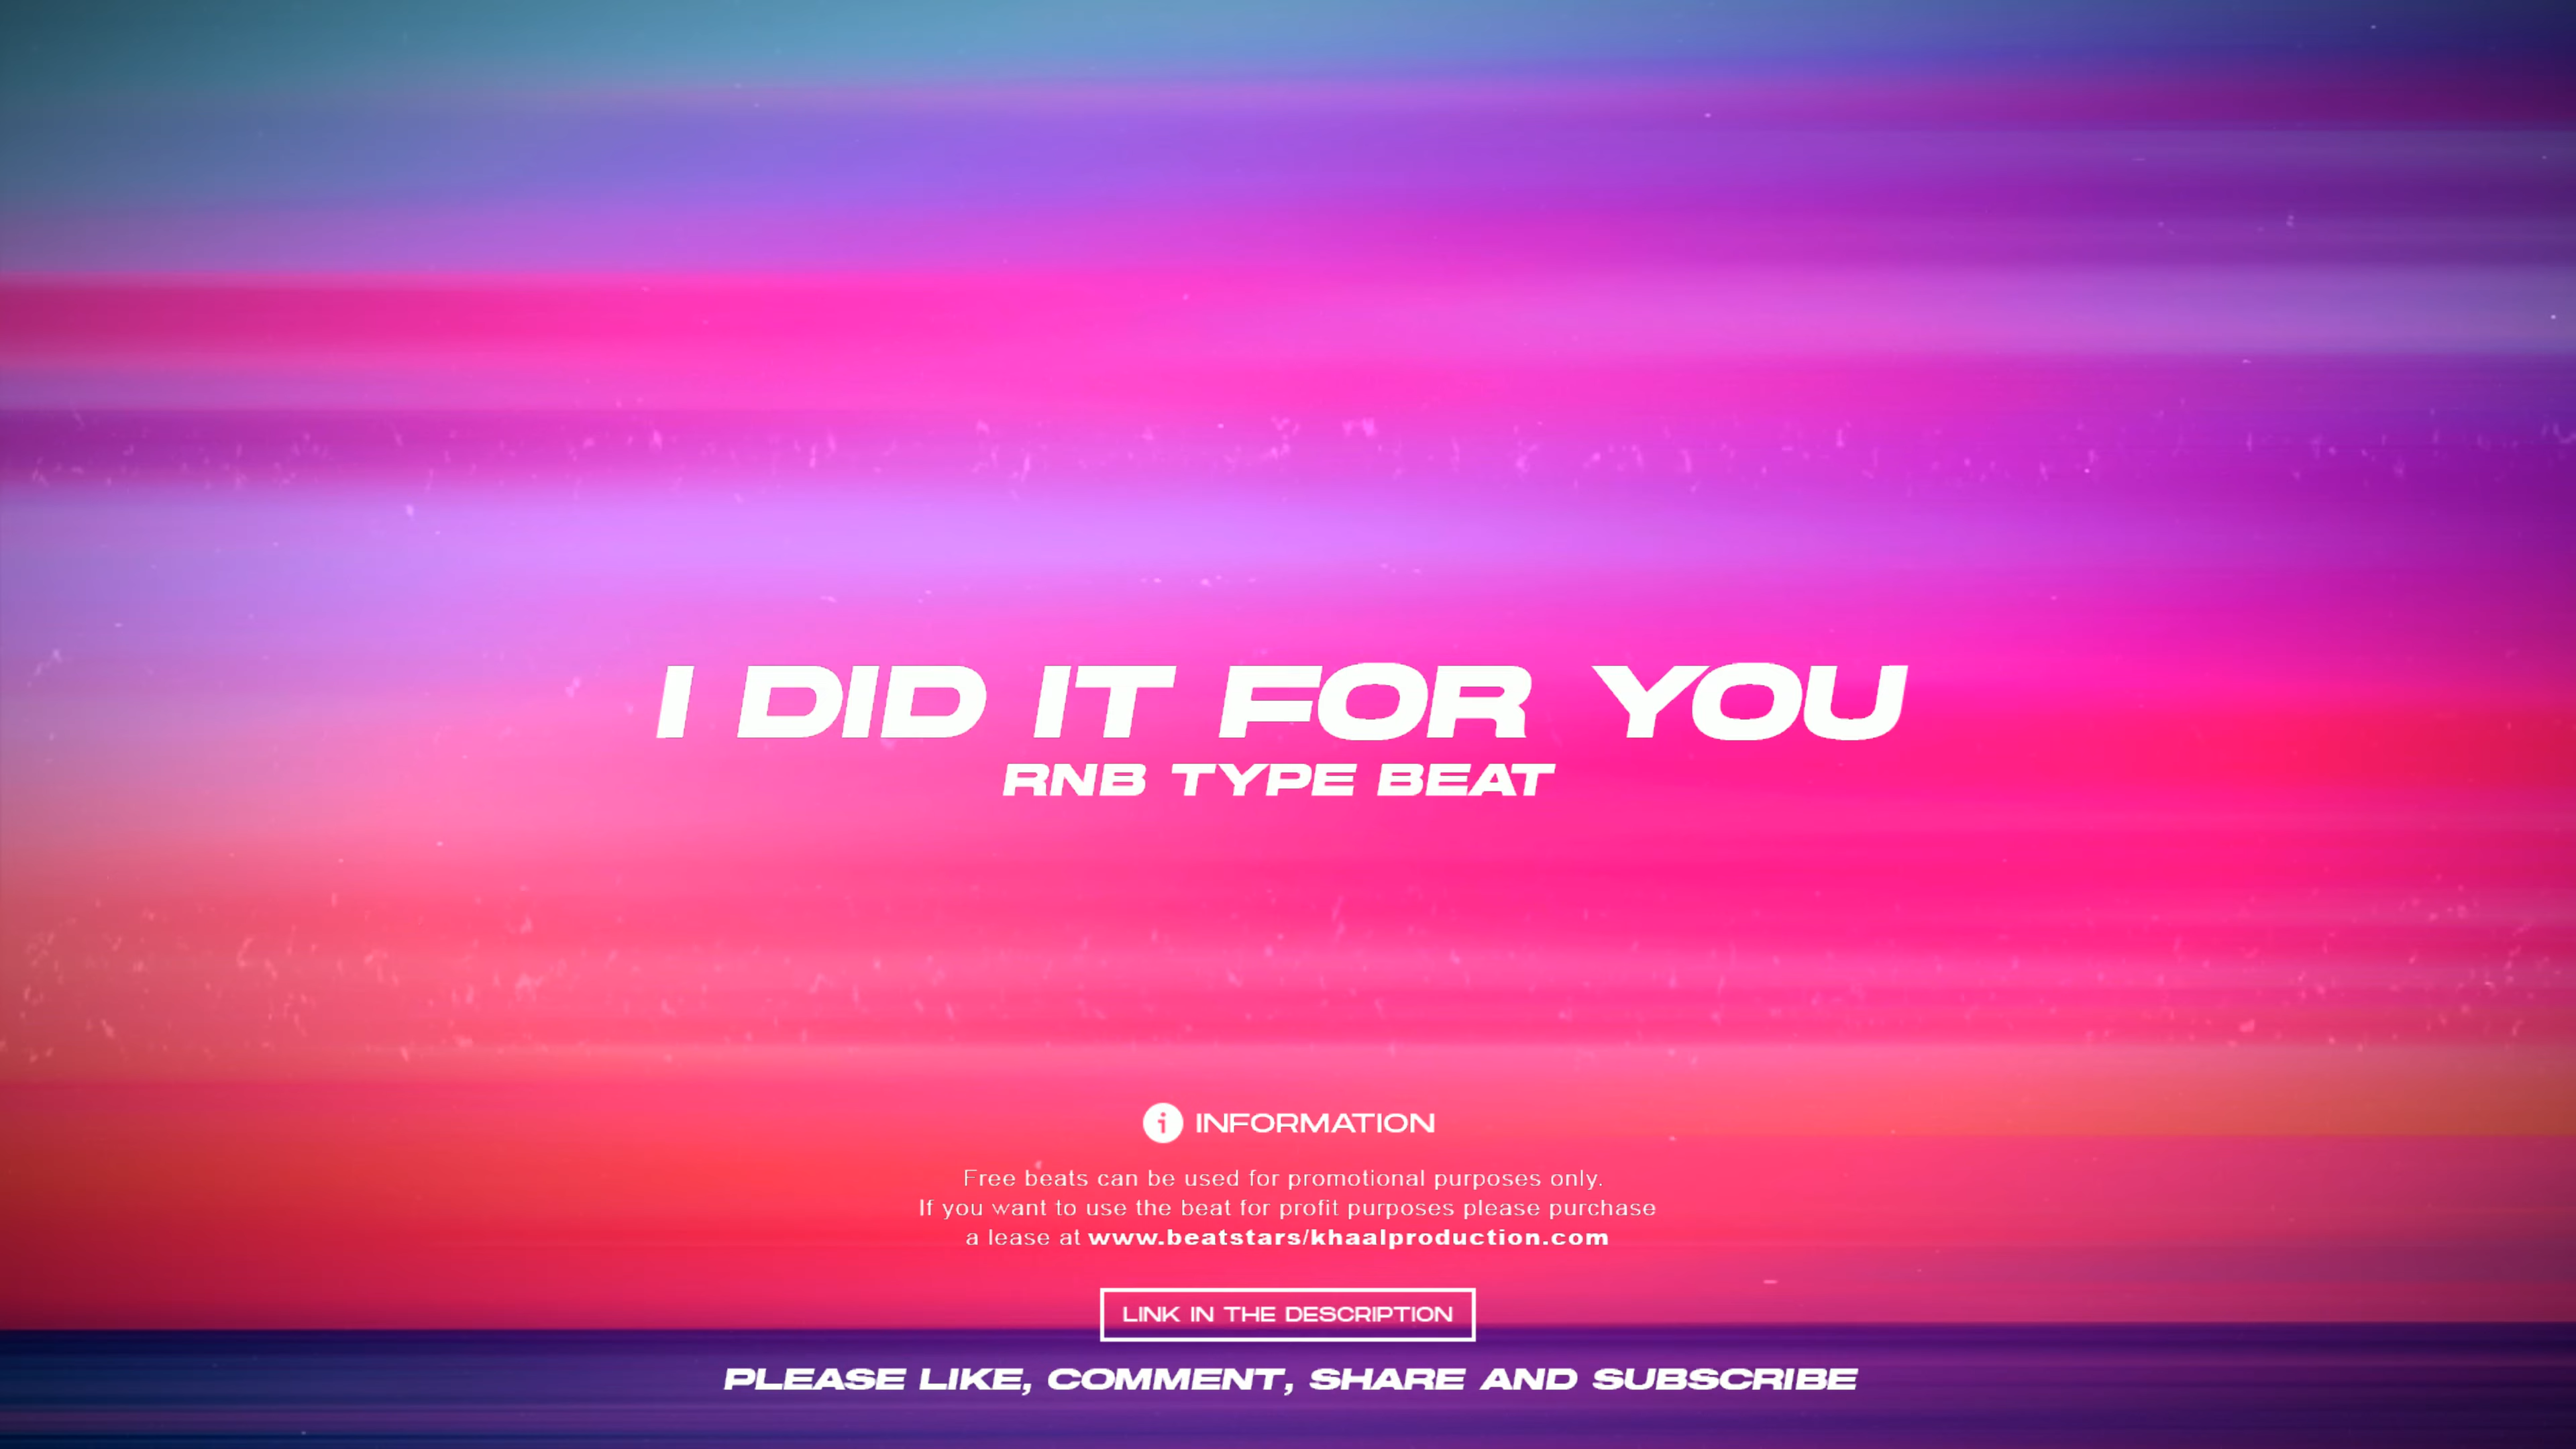 I DID IT FOR YOU
RNB TYPE BEAT
i INFORMATION
Free beats can be used for promotional purposes only.
If you want to use the beat for profit purposes please purchase
a lease at www.beatstars/khaalproduction.com
LINK IN THE DESCRIPTION
PLEASE LIKE, COMMENT, SHARE AND SUBSCRIBE